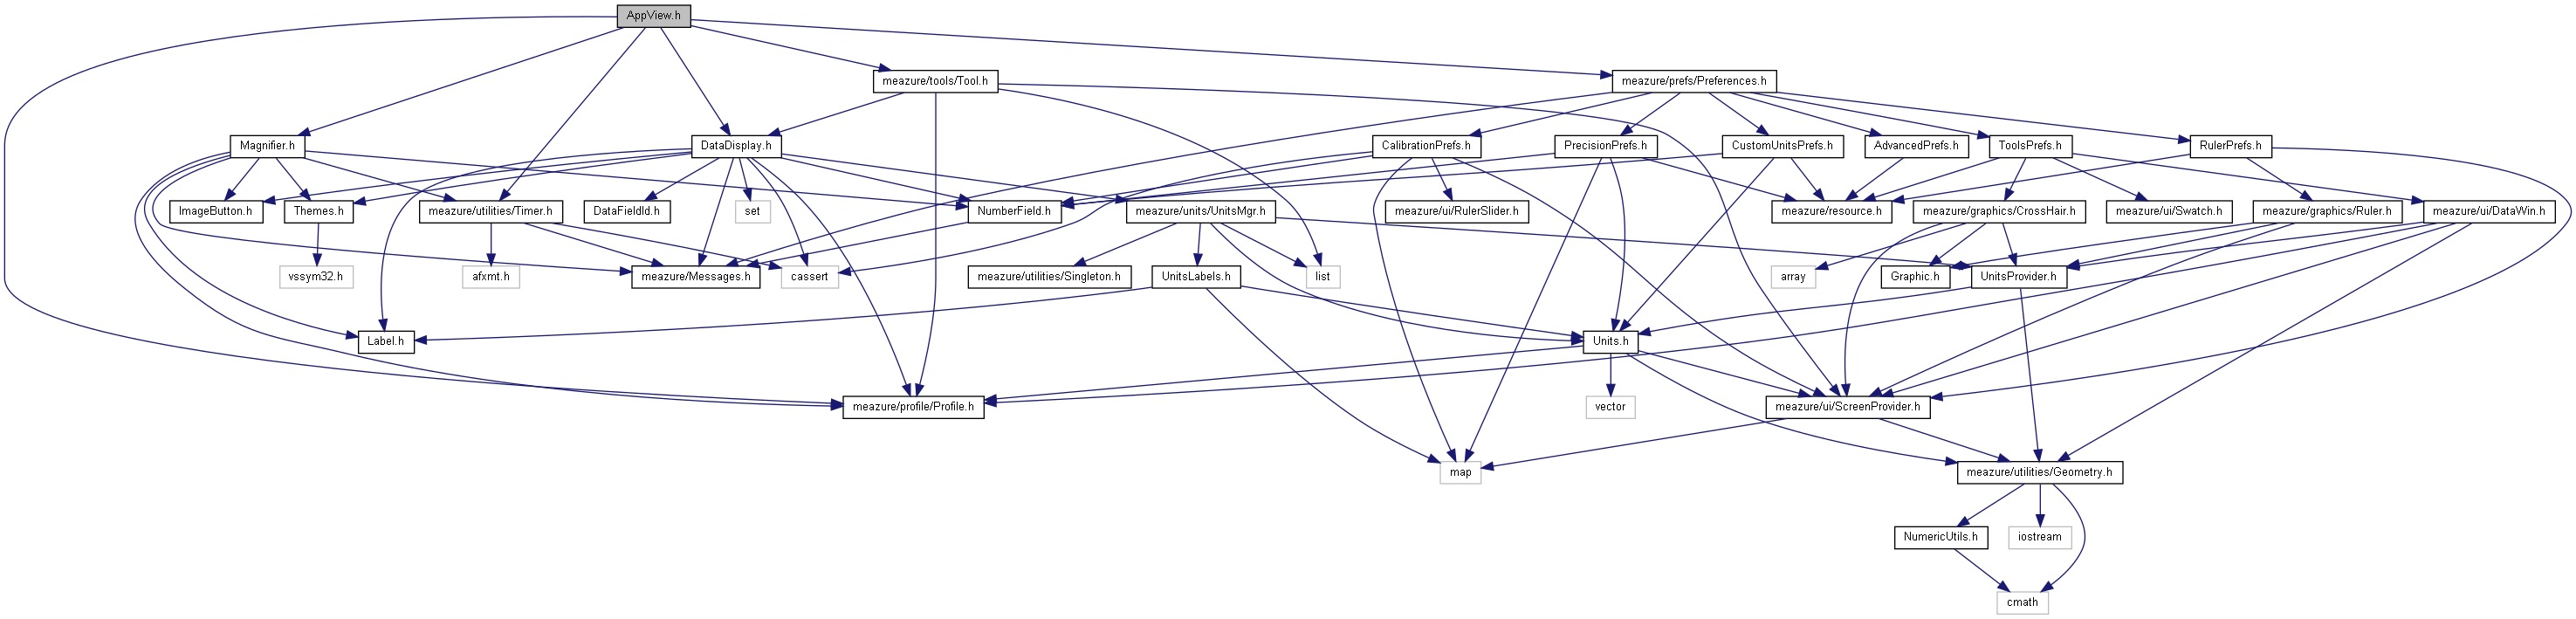 AppView.h
meazure/tools/Tool.h
meazure/prefs/Preferences.h
Magnifier.h
DataDisplay.h
CalibrationPrefs.h
PrecisionPrefs.h
CustomUnitsPrefs.h
AdvancedPrefs.h
ToolsPrefs.h
RulerPrefs.h
ImageButton.h
Themes.h
meazure/utilities/Timer.h
DataFieldId.h
set
NumberField.h
meazure/units/UnitsMgr.h
meazure/ui/RulerSlider.h
meazure/resource.h
meazure/graphics/CrossHair.h
meazure/ui/Swatch.h
meazure/graphics/Ruler.h
meazure/ui/DataWin.h
vssym32.h
afxmt.h
meazure/Messages.h
cassert
meazure/utilities/Singleton.h
UnitsLabels.h
list
array
Graphic.h
UnitsProvider.h
Label.h
Units.h
meazure/profile/Profile.h
vector
meazure/ui/ScreenProvider.h
map
meazure/utilities/Geometry.h
NumericUtils.h
iostream
cmath